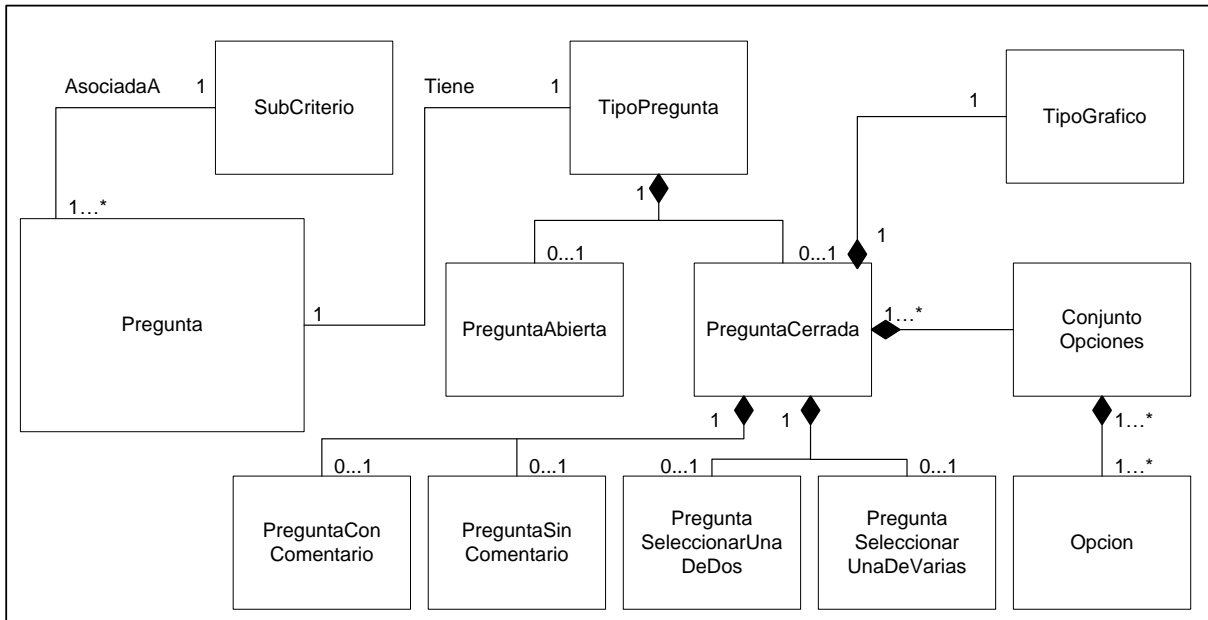 AsociadaA
1
SubCriterio
Tiene
1
TipoPregunta
1
TipoGrafico
1…*
Pregunta
1
1
0...1
PreguntaAbierta
0...1
1
PreguntaCerrada
1…*
Conjunto
Opciones
1
1
1…*
0...1
PreguntaCon
Comentario
0...1
PreguntaSin
Comentario
0...1
Pregunta
SeleccionarUna
DeDos
0...1
Pregunta
Seleccionar
UnaDeVarias
1…*
Opcion